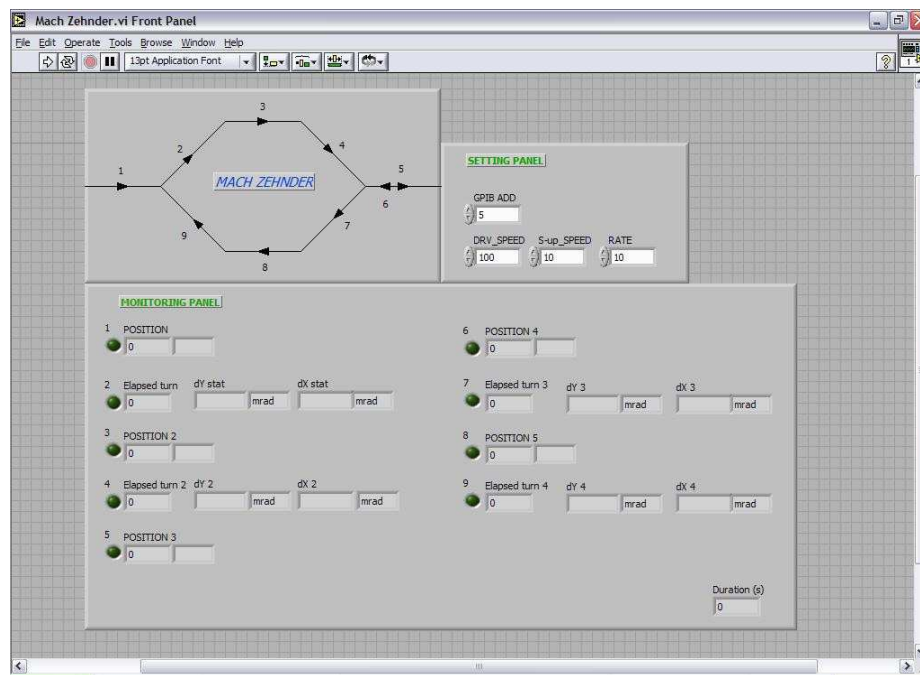 Mach Zehnder.vi Front Panel
File Edit Operate Tools Browse Window Help
13pt Application Font
1
3
2
4
1
5
MACH ZEHNDER
6
7
9
8
SETTING PANEL
GPIB ADD
5
DRV_SPEED S-up_SPEED RATE
100 10 10
MONITORING PANEL
1 POSITION
0
2 Elapsed turn dY stat dX stat
0 mrad mrad
3 POSITION 2
0
4 Elapsed turn 2 dY 2 dX 2
0 mrad mrad
5 POSITION 3
0
6 POSITION 4
0
7 Elapsed turn 3 dY 3 dX 3
0 mrad mrad
8 POSITION 5
0
9 Elapsed turn 4 dY 4 dX 4
0 mrad mrad
Duration (s)
0